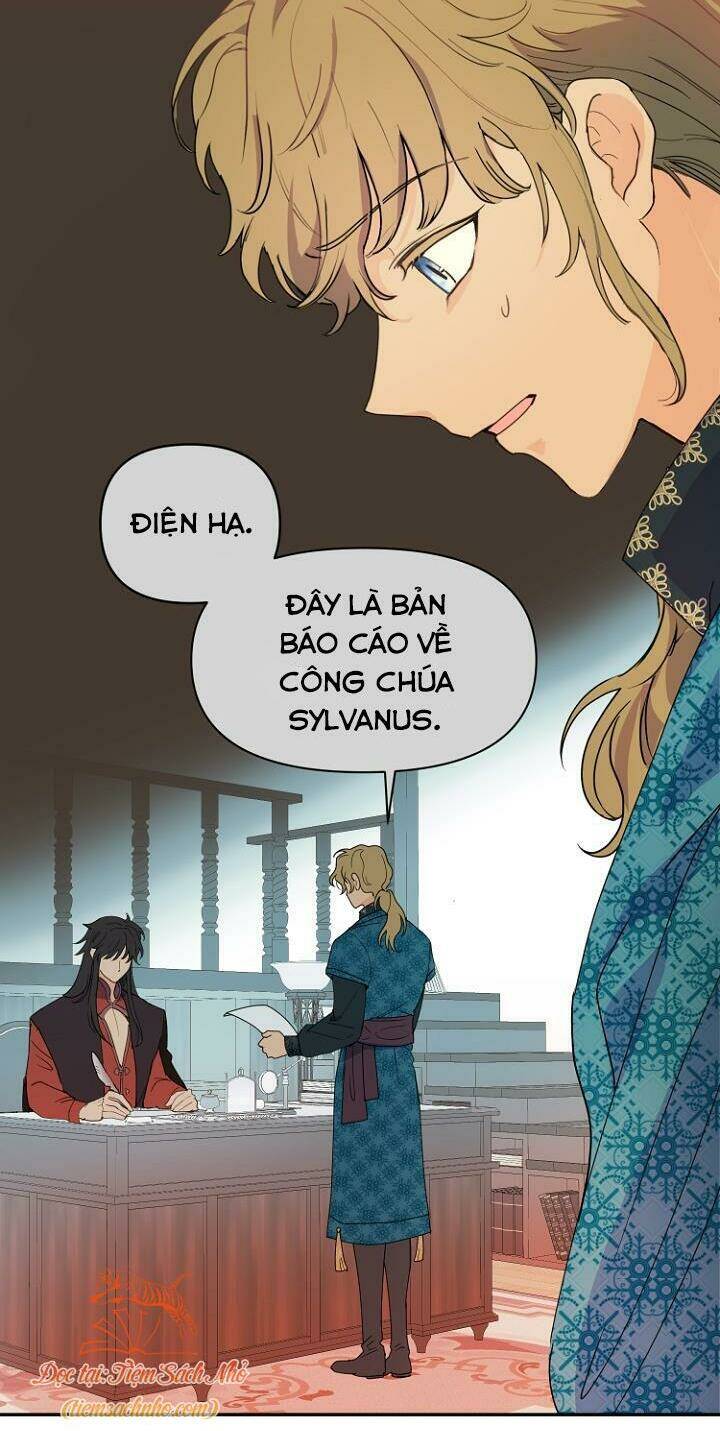 ĐIỆN HẠ.
ĐÂY LÀ BẢN
BÁO CÁO VỀ
CÔNG CHÚA
SYLVANUS.
Đọc tại: Tiệm Sách Nhỏ
(tiemsachnho.com)